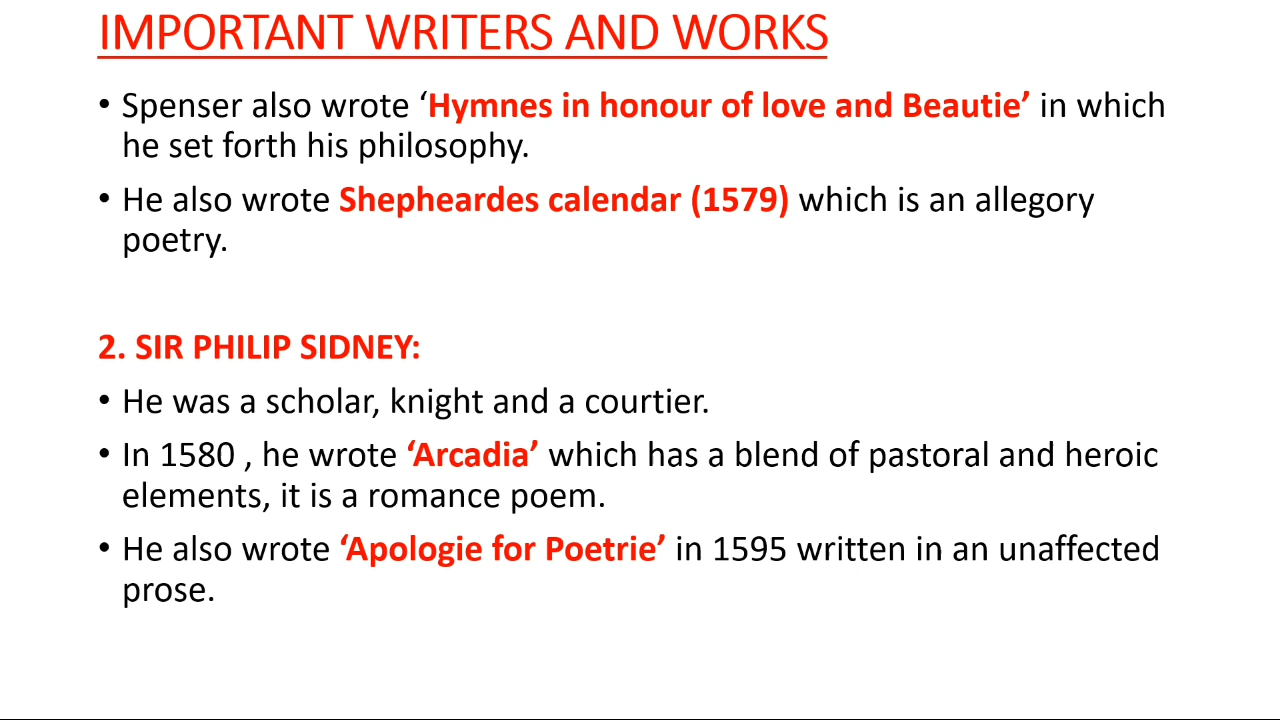 IMPORTANT WRITERS AND WORKS
• Spenser also wrote ‘Hymnes in honour of love and Beautie’ in which
he set forth his philosophy.
• He also wrote Shepheardes calendar (1579) which is an allegory
poetry.
2. SIR PHILIP SIDNEY:
• He was a scholar, knight and a courtier.
• In 1580 , he wrote ‘Arcadia’ which has a blend of pastoral and heroic
elements, it is a romance poem.
• He also wrote ‘Apologie for Poetrie’ in 1595 written in an unaffected
prose.